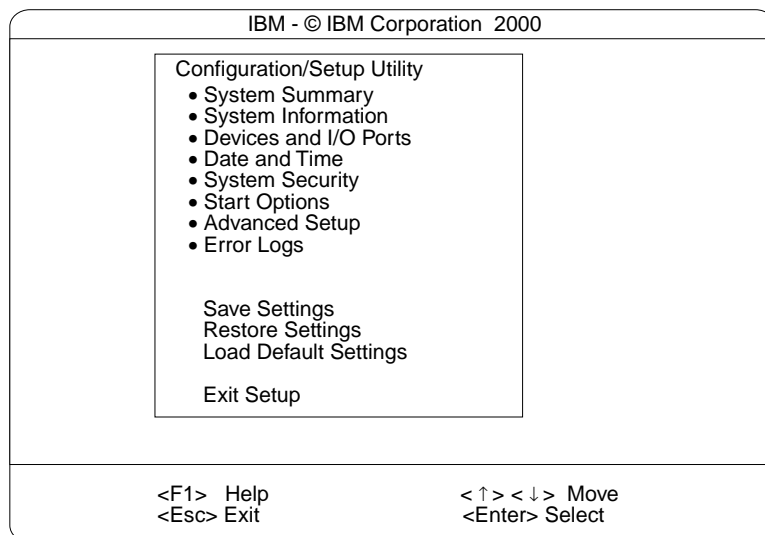 IBM - © IBM Corporation 2000
Configuration/Setup Utility
• System Summary
• System Information
• Devices and I/O Ports
• Date and Time
• System Security
• Start Options
• Advanced Setup
• Error Logs
Save Settings
Restore Settings
Load Default Settings
Exit Setup
<F1> Help <↑><↓> Move
<Esc> Exit <Enter> Select